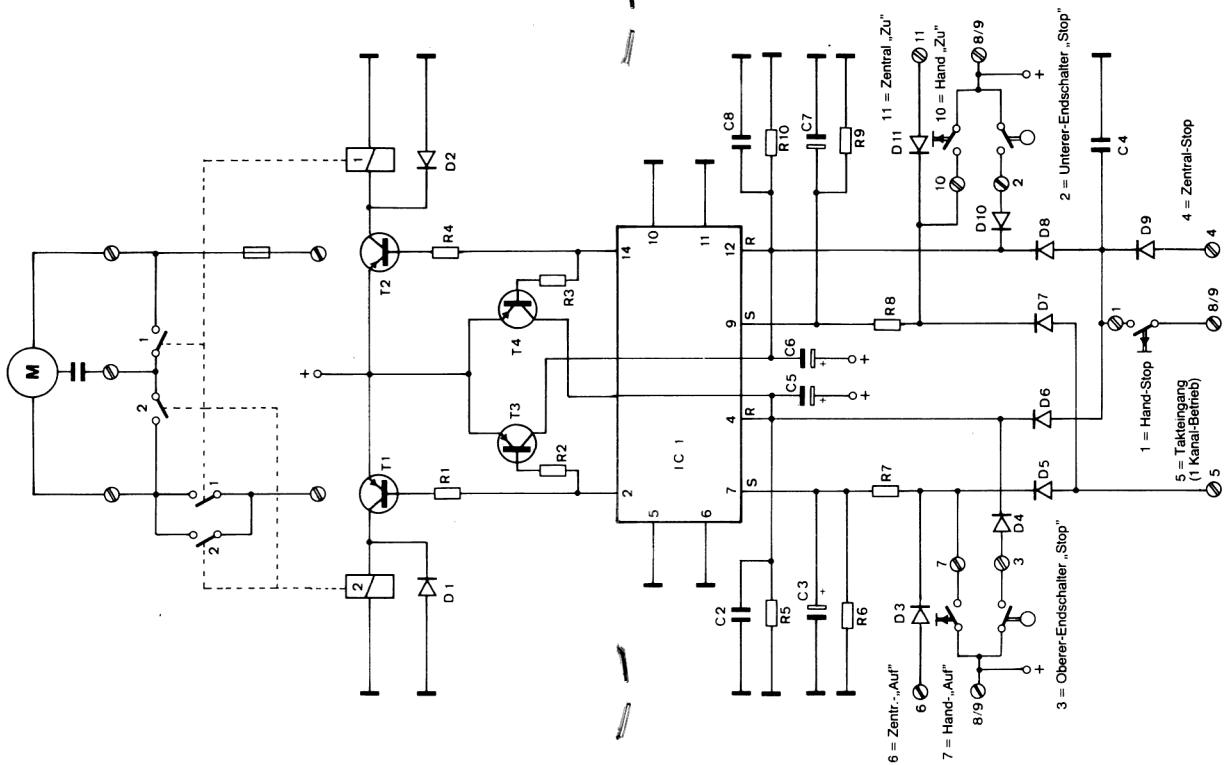 M
1
2
2
1
+
2
1
D1
D2
T1
T2
R1
R4
T3
T4
R2
R3
2
14
5
6
IC 1
10
11
7
S
4
R
9
S
12
R
C2
R5
C3
+
R6
R7
C5
+
+
C6
+
+
R8
C8
R10
C7
R9
6 = Zentr.-„Auf"
6
D3
7 = Hand-„Auf"
7
8/9
+
3
D4
3 = Oberer-Endschalter „Stop"
D5
D6
D7
D8
11 = Zentral „Zu"
11
D11
10 = Hand „Zu"
10
8/9
+
2
D10
2 = Unterer-Endschalter „Stop"
C4
D9
4 = Zentral-Stop
4
1
8/9
1 = Hand-Stop
5 = Takteingang
(1 Kanal-Betrieb)
5